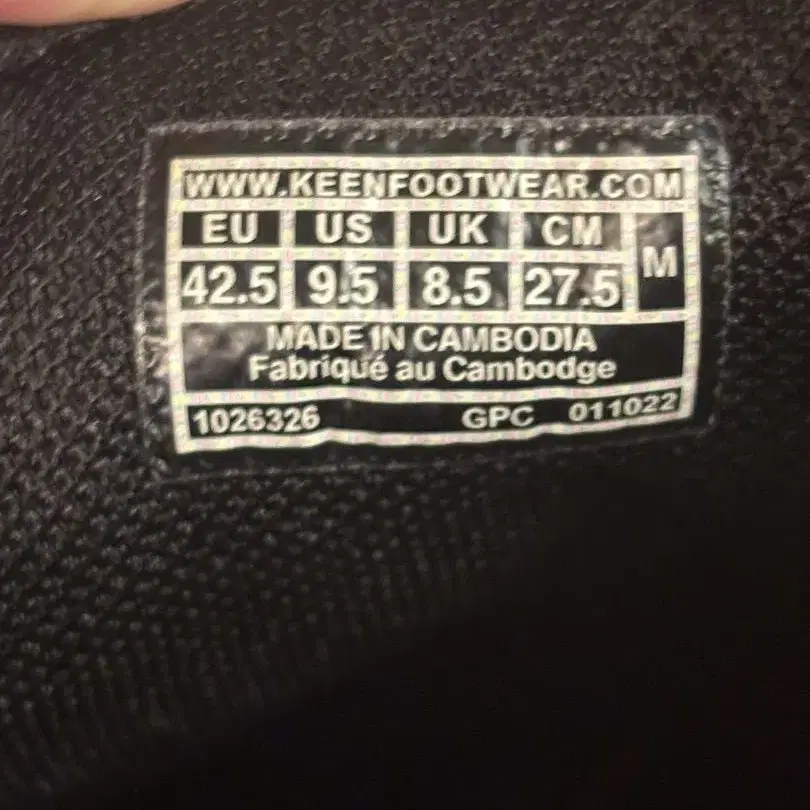 WWW.KEENFOOTWEAR.COM
EU US UK CM M
42.5 9.5 8.5 27.5
MADE IN CAMBODIA
Fabriqué au Cambodge
1026326 GPC 011022